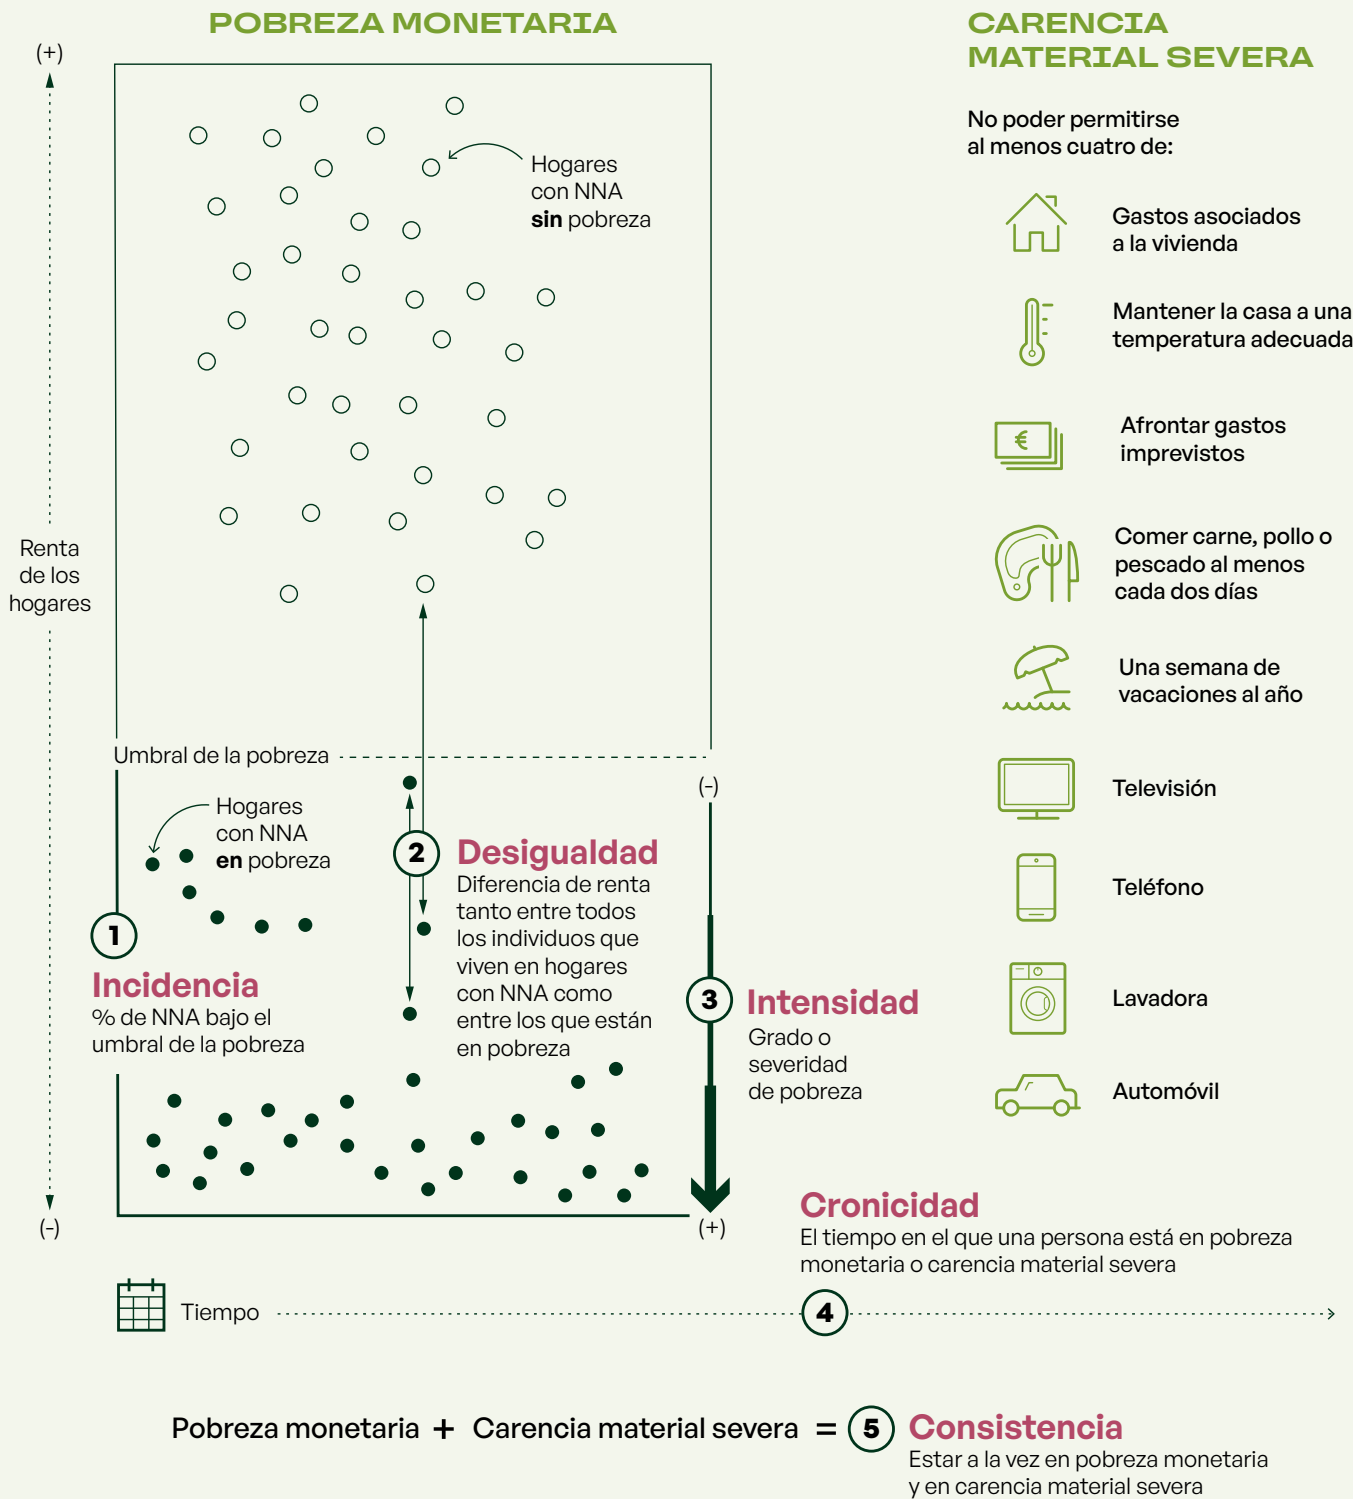 POBREZA MONETARIA
(+)
Hogares
con NNA
sin pobreza
Renta
de los
hogares
Umbral de la pobreza
(-)
Hogares
con NNA
en pobreza
1
Incidencia
% de NNA bajo el
umbral de la pobreza
2
Desigualdad
Diferencia de renta
tanto entre todos
los individuos que
viven en hogares
con NNA como
entre los que están
en pobreza
3
Intensidad
Grado o
severidad
de pobreza
(-)
(+)
CARENCIA
MATERIAL SEVERA
No poder permitirse
al menos cuatro de:
Gastos asociados
a la vivienda
Mantener la casa a una
temperatura adecuada
€
Afrontar gastos
imprevistos
Comer carne, pollo o
pescado al menos
cada dos días
Una semana de
vacaciones al año
Televisión
Teléfono
Lavadora
Automóvil
Cronicidad
El tiempo en el que una persona está en pobreza
monetaria o carencia material severa
Tiempo
4
Pobreza monetaria + Carencia material severa = 5 Consistencia
Estar a la vez en pobreza monetaria
y en carencia material severa